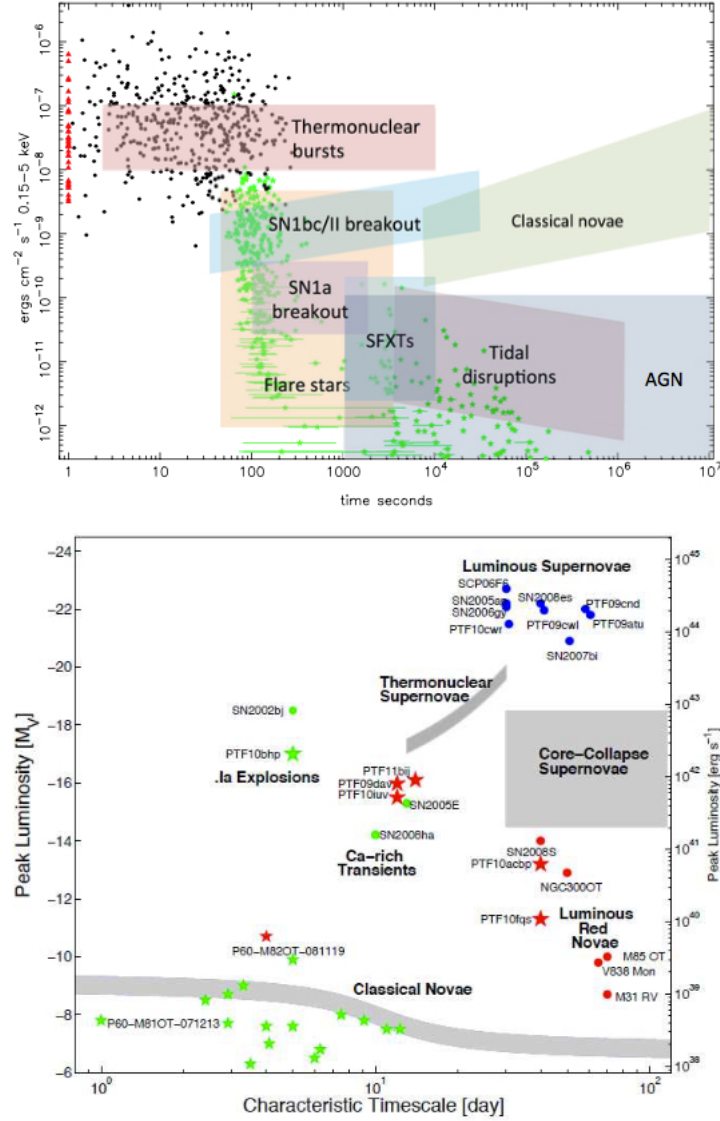 10⁻⁶
10⁻⁷
10⁻⁸
10⁻⁹
10⁻¹⁰
10⁻¹¹
10⁻¹²
ergs cm⁻² s⁻¹ 0.15−5 keV
Thermonuclear
bursts
SN1bc/II breakout
Classical novae
SN1a
breakout
SFXTs
Tidal
disruptions
Flare stars
AGN
1
10
100
1000
10⁴
10⁵
10⁶
10⁷
time seconds
−24
−22
−20
−18
−16
−14
−12
−10
−8
−6
Peak Luminosity [M_V]
Luminous Supernovae
SCP06F6
SN2005ap
SN2008es
SN2006gy
PTF09cnd
PTF10cwr
PTF09cwl
PTF09atu
SN2007bi
Thermonuclear
Supernovae
SN2002bj
PTF10bhp
.Ia Explosions
Core−Collapse
Supernovae
PTF11bij
PTF09dav
PTF10iuv
SN2005E
SN2008ha
Ca−rich
Transients
SN2008S
PTF10acbp
NGC300OT
PTF10fqs
Luminous
Red
Novae
P60−M82OT−081119
M85 OT
V838 Mon
Classical Novae
M31 RV
P60−M81OT−071213
10⁴⁵
10⁴⁴
10⁴³
10⁴²
10⁴¹
10⁴⁰
10³⁹
10³⁸
Peak Luminosity [erg s⁻¹]
10⁰
10¹
10²
Characteristic Timescale [day]